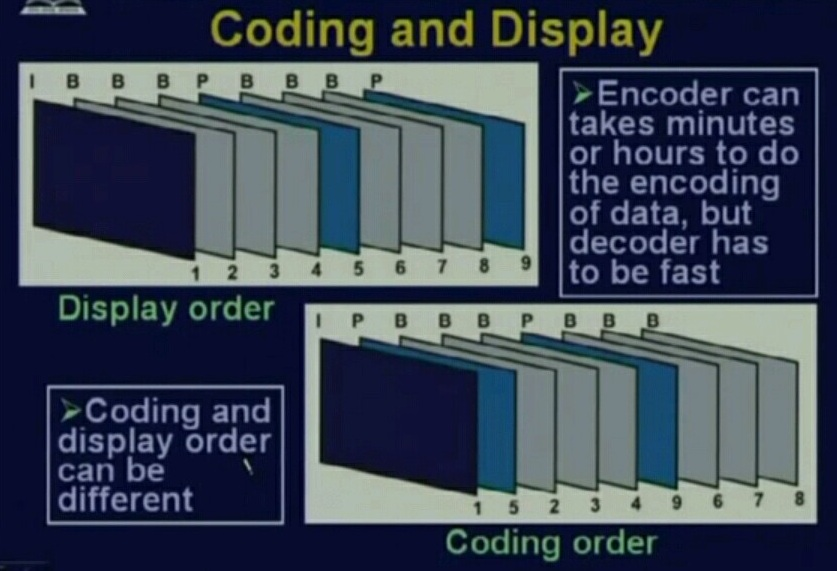 Coding and Display
I B B B P B B B P
1 2 3 4 5 6 7 8 9
Display order
➢Encoder can
takes minutes
or hours to do
the encoding
of data, but
decoder has
to be fast
➢Coding and
display order
can be
different
I P B B B P B B B
1 5 2 3 4 9 6 7 8
Coding order